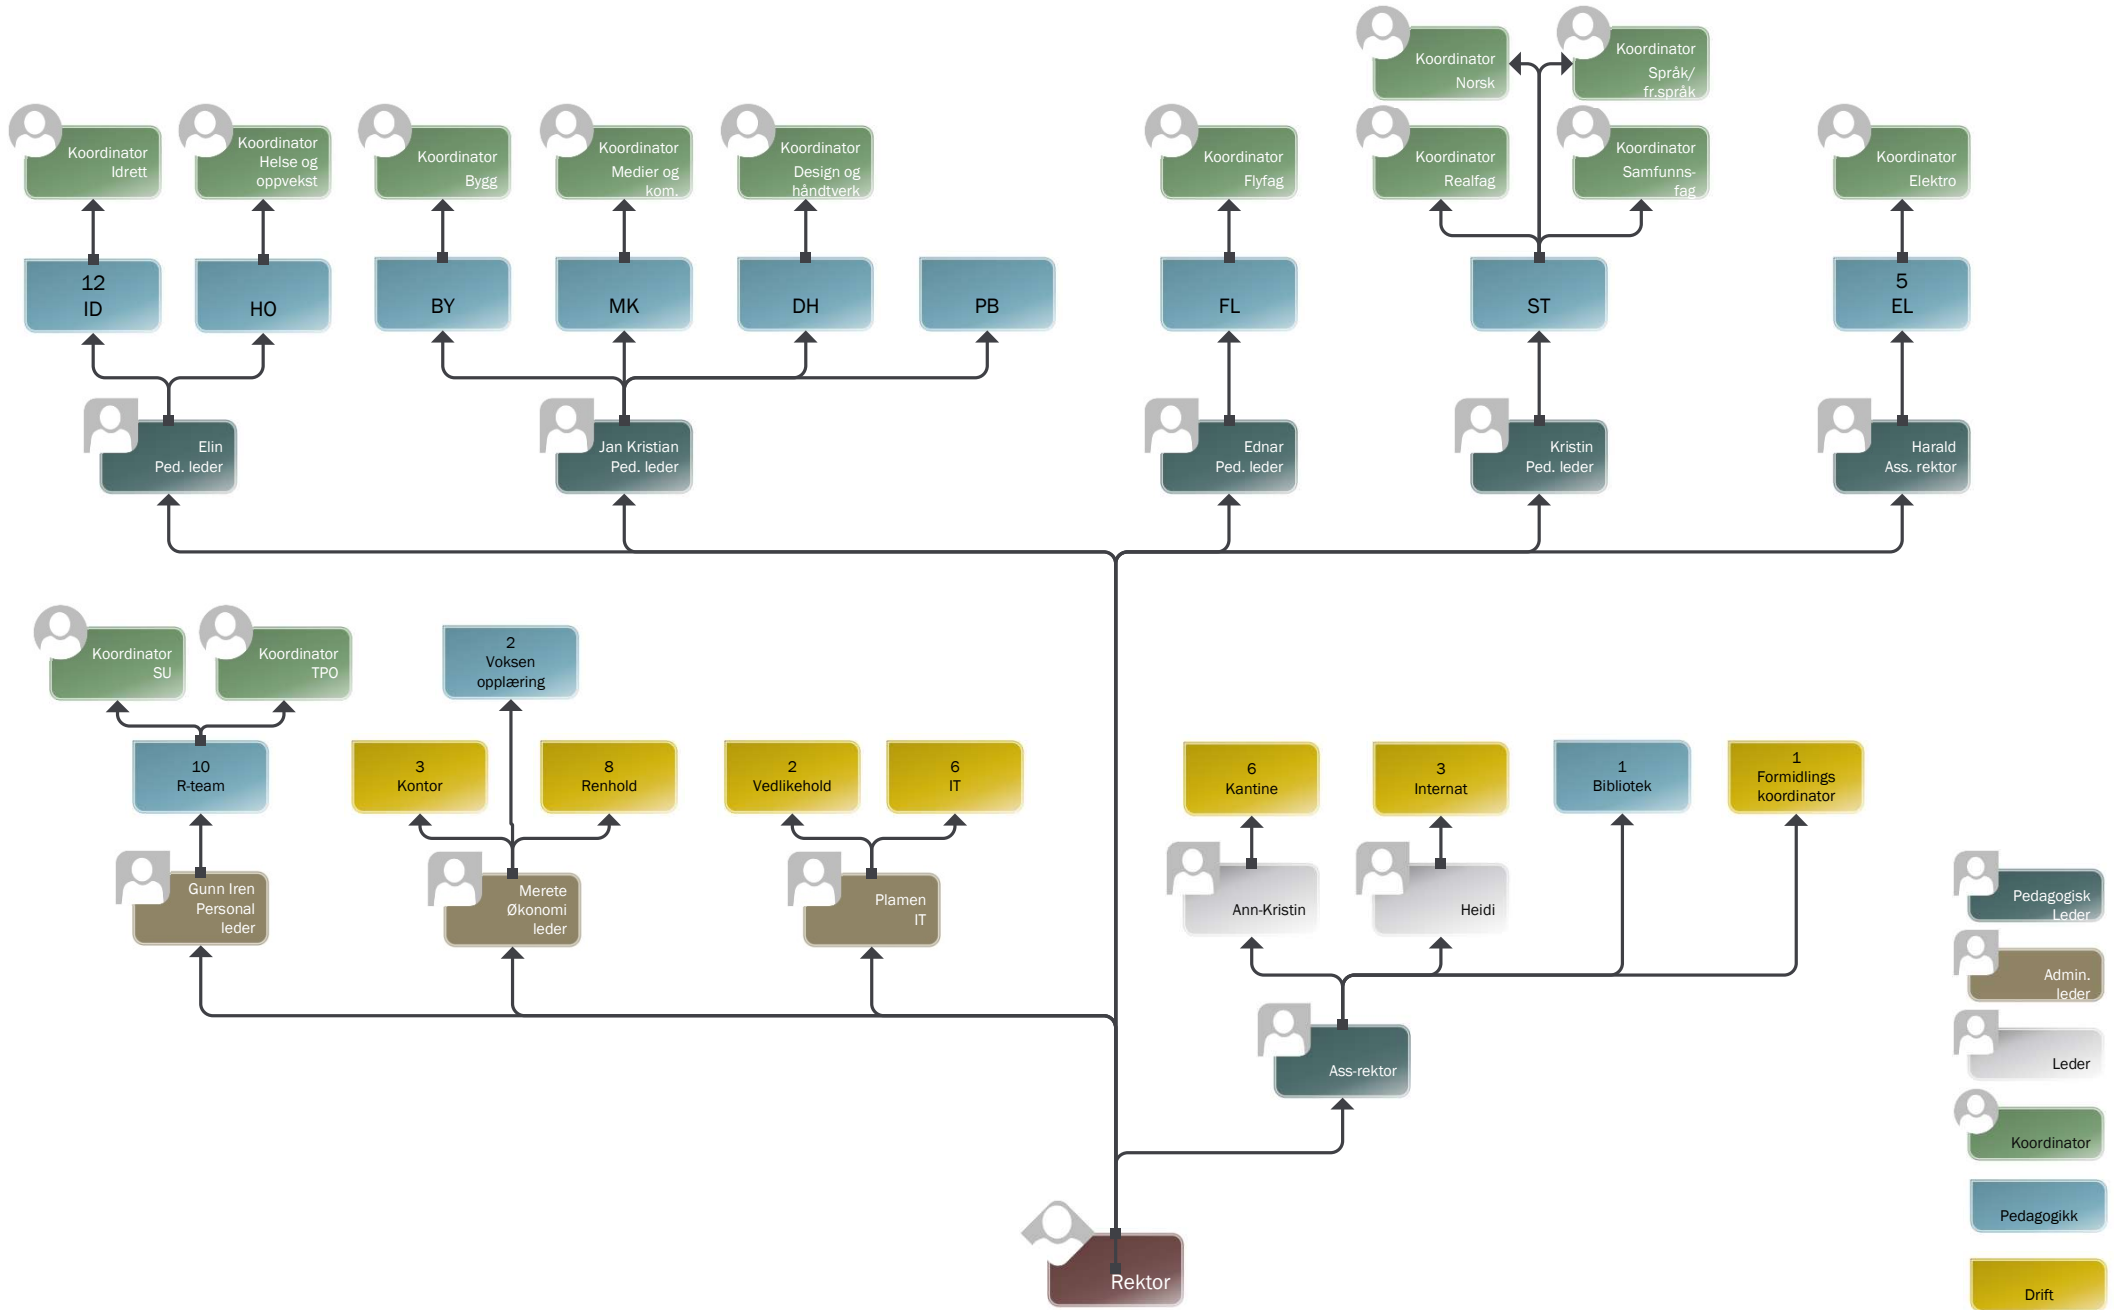 Koordinator
Norsk
Koordinator
Språk/
fr.språk
Koordinator
Idrett
Koordinator
Helse og
oppvekst
Koordinator
Bygg
Koordinator
Medier og
kom.
Koordinator
Design og
håndtverk
Koordinator
Flyfag
Koordinator
Realfag
Koordinator
Samfunns-
fag
Koordinator
Elektro
12
ID
HO
BY
MK
DH
PB
FL
ST
5
EL
Elin
Ped. leder
Jan Kristian
Ped. leder
Ednar
Ped. leder
Kristin
Ped. leder
Harald
Ass. rektor
Koordinator
SU
Koordinator
TPO
2
Voksen
opplæring
10
R-team
3
Kontor
8
Renhold
2
Vedlikehold
6
IT
6
Kantine
3
Internat
1
Bibliotek
1
Formidlings
koordinator
Gunn Iren
Personal
leder
Merete
Økonomi
leder
Plamen
IT
Ann-Kristin
Heidi
Ass-rektor
Rektor
Pedagogisk
Leder
Admin.
leder
Leder
Koordinator
Pedagogikk
Drift